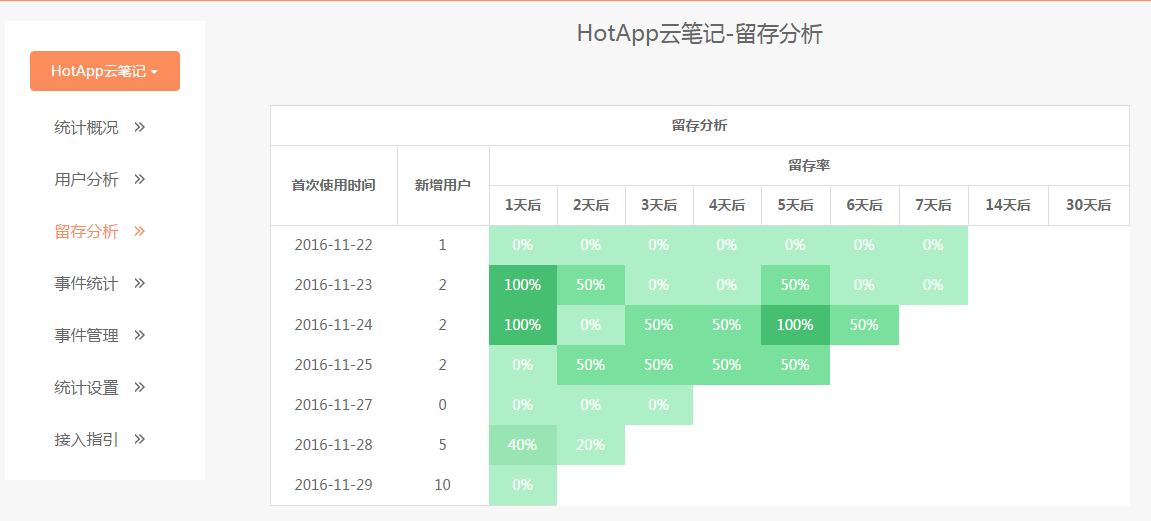 HotApp云笔记-留存分析
HotApp云笔记
统计概况
用户分析
留存分析
事件统计
事件管理
统计设置
接入指引
留存分析
首次使用时间 新增用户 留存率
1天后 2天后 3天后 4天后 5天后 6天后 7天后 14天后 30天后
2016-11-22 1 0% 0% 0% 0% 0% 0% 0%
2016-11-23 2 100% 50% 0% 0% 50% 0% 0%
2016-11-24 2 100% 0% 50% 50% 100% 50%
2016-11-25 2 0% 50% 50% 50% 50%
2016-11-27 0 0% 0% 0%
2016-11-28 5 40% 20%
2016-11-29 10 0%